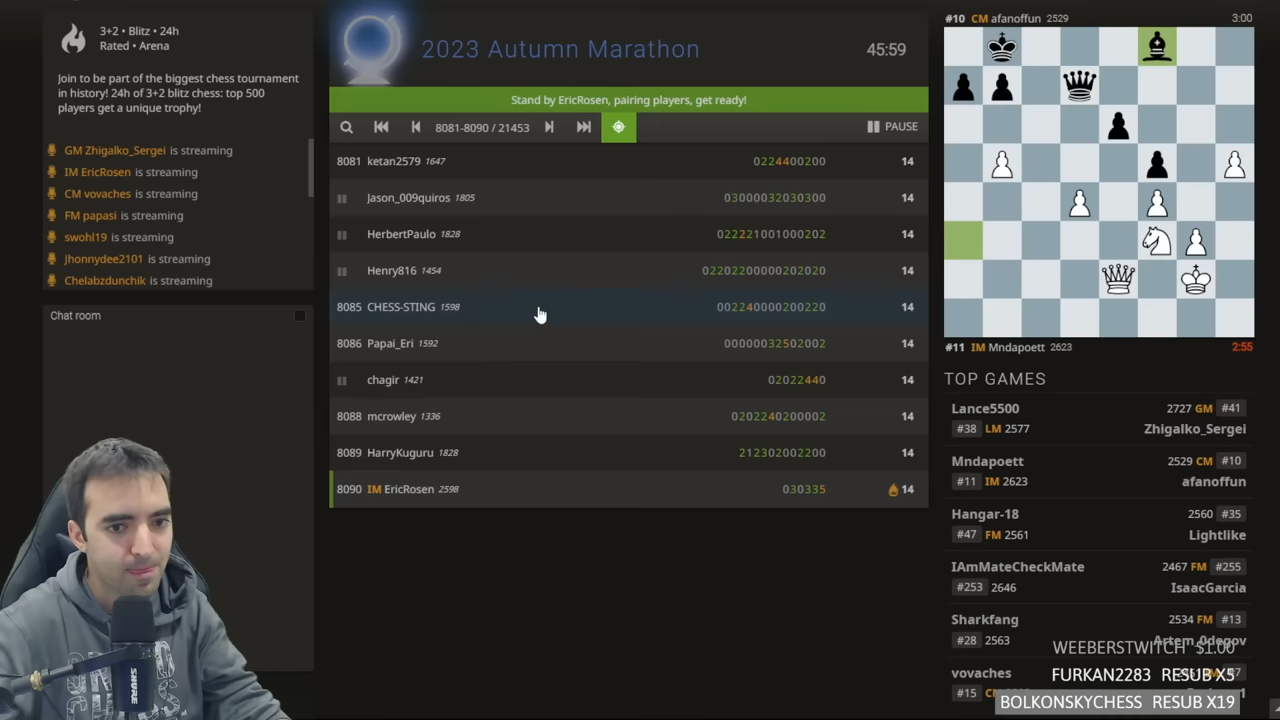 3+2 • Blitz • 24h
Rated • Arena
Join to be part of the biggest chess tournament
in history! 24h of 3+2 blitz chess: top 500
players get a unique trophy!
GM Zhigalko_Sergei is streaming
IM EricRosen is streaming
CM vovaches is streaming
FM papasi is streaming
swohl19 is streaming
Jhonnydee2101 is streaming
Chelabzdunchik is streaming
Chat room
2023 Autumn Marathon 45:59
Stand by EricRosen, pairing players, get ready!
8081-8090 / 21453 PAUSE
8081 ketan2579 1647 0224400200 14
Jason_009quiros 1805 03000032030300 14
HerbertPaulo 1828 022221001000202 14
Henry816 1454 0220220000202020 14
8085 CHESS-STING 1598 002240000200220 14
8086 Papai_Eri 1592 00000032502002 14
chagir 1421 02022440 14
8088 mcrowley 1336 0202240200002 14
8089 HarryKuguru 1828 212302002200 14
8090 IM EricRosen 2598 030335 14
#10 CM afanoffun 2529 3:00
#11 IM Mndapoett 2623 2:55
TOP GAMES
Lance5500 2727 GM #41
#38 LM 2577 Zhigalko_Sergei
Mndapoett 2529 CM #10
#11 IM 2623 afanoffun
Hangar-18 2560 #35
#47 FM 2561 Lightlike
IAmMateCheckMate 2467 FM #255
#253 2646 IsaacGarcia
Sharkfang 2534 FM #13
#28 2563 Artem_Odegov
WEEBERSTWITCH $1.00
vovaches
FURKAN2283 RESUB X5
#15
BOLKONSKYCHESS RESUB X19
SHURE